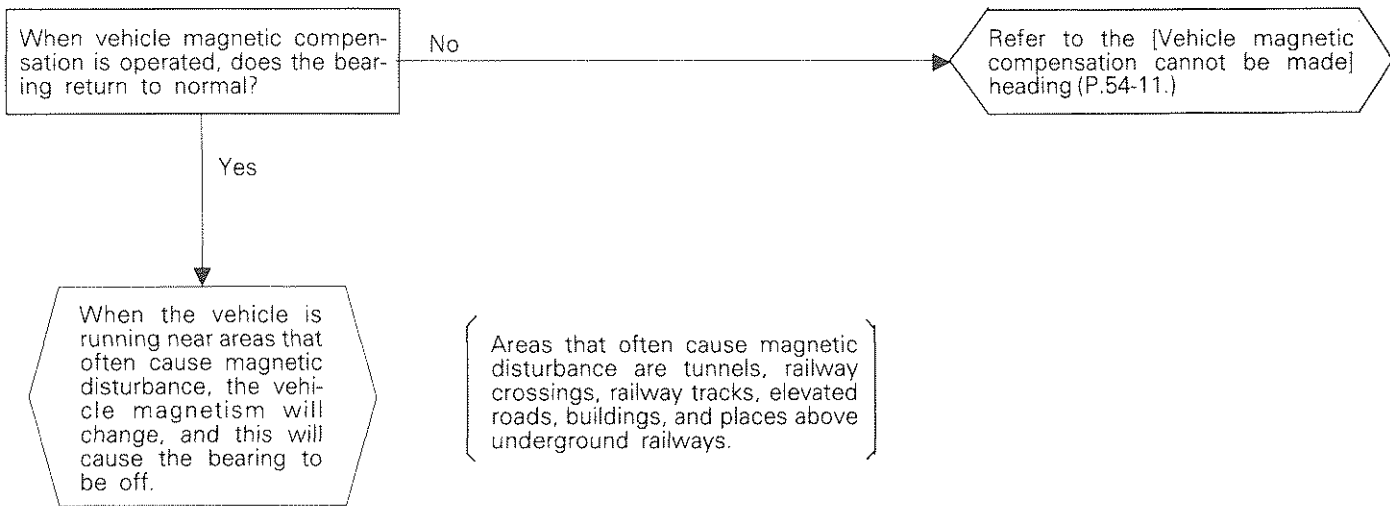 When vehicle magnetic compen-
sation is operated, does the bear-
ing return to normal?
No
Refer to the [Vehicle magnetic
compensation cannot be made]
heading (P.54-11.)
Yes
When the vehicle is
running near areas that
often cause magnetic
disturbance, the vehi-
cle magnetism will
change, and this will
cause the bearing to
be off.
Areas that often cause magnetic
disturbance are tunnels, railway
crossings, railway tracks, elevated
roads, buildings, and places above
underground railways.